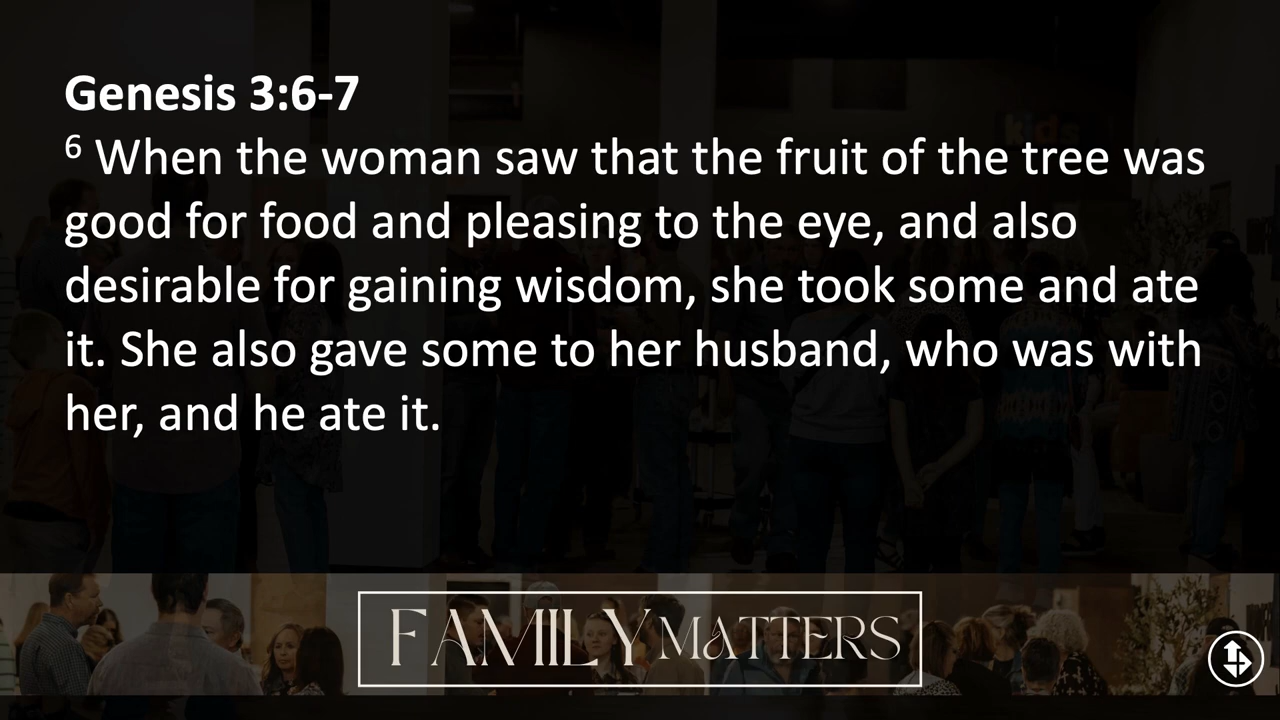 Genesis 3:6-7
6 When the woman saw that the fruit of the tree was
good for food and pleasing to the eye, and also
desirable for gaining wisdom, she took some and ate
it. She also gave some to her husband, who was with
her, and he ate it.
FAMILY MATTERS
kids